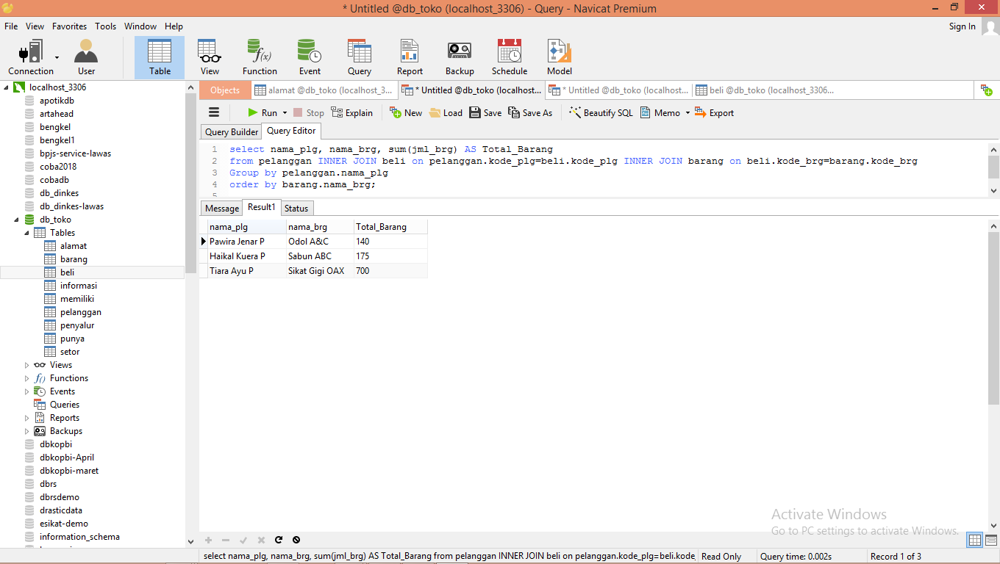 * Untitled @db_toko (localhost_3306) - Query - Navicat Premium
File View Favorites Tools Window Help
Sign In
Connection User Table View Function Event Query Report Backup Schedule Model
Objects alamat @db_toko (localhost_3... * Untitled @db_toko (localhost... * Untitled @db_toko (localhost... beli @db_toko (localhost_3306...
Run Stop Explain New Load Save Save As Beautify SQL Memo Export
Query Builder Query Editor
1 select nama_plg, nama_brg, sum(jml_brg) AS Total_Barang
2 from pelanggan INNER JOIN beli on pelanggan.kode_plg=beli.kode_plg INNER JOIN barang on beli.kode_brg=barang.kode_brg
3 Group by pelanggan.nama_plg
4 order by barang.nama_brg;
5
Message Result1 Status
nama_plg nama_brg Total_Barang
Pawira Jenar P Odol A&C 140
Haikal Kuera P Sabun ABC 175
Tiara Ayu P Sikat Gigi OAX 700
localhost_3306
apotikdb
artahead
bengkel
bengkel1
bpjs-service-lawas
coba2018
cobadb
db_dinkes
db_dinkes-lawas
db_toko
Tables
alamat
barang
beli
informasi
memiliki
pelanggan
penyalur
punya
setor
Views
Functions
Events
Queries
Reports
Backups
dbkopbi
dbkopbi-April
dbkopbi-maret
dbrs
dbrsdemo
drasticdata
esikat-demo
information_schema
Activate Windows
Go to PC settings to activate Windows.
select nama_plg, nama_brg, sum(jml_brg) AS Total_Barang from pelanggan INNER JOIN beli on pelanggan.kode_plg=beli.kode_ Read Only Query time: 0.002s Record 1 of 3